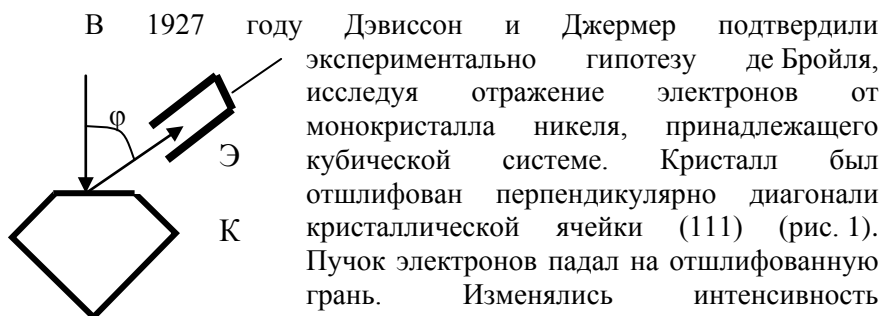 В 1927 году Дэвиссон и Джермер подтвердили
экспериментально гипотезу де Бройля,
исследуя отражение электронов от
монокристалла никеля, принадлежащего
кубической системе. Кристалл был
отшлифован перпендикулярно диагонали
кристаллической ячейки (111) (рис. 1).
Пучок электронов падал на отшлифованную
грань. Изменялись интенсивность
φ
Э
К